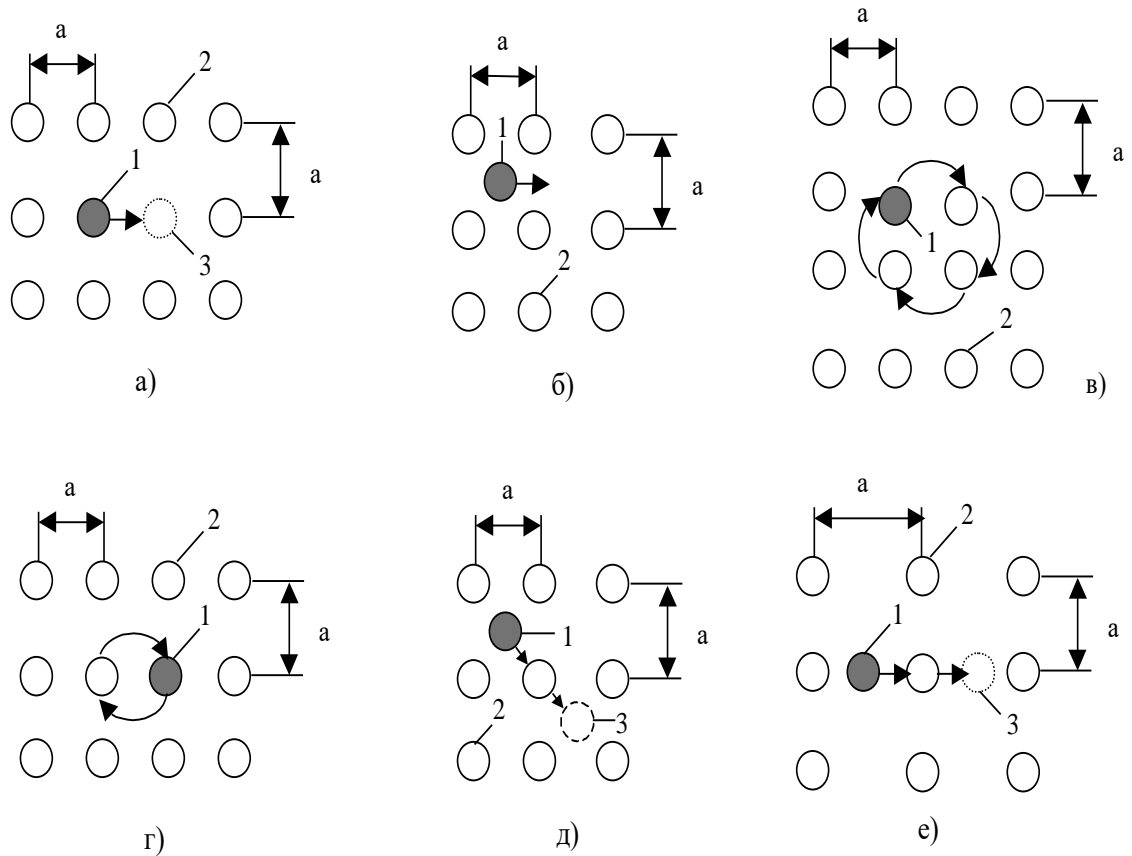 а 2 1 а 3
а)
а 1 а 2
б)
а а 1 2
в)
а 2 1 а
г)
а 1 а 2 3
д)
а 2 1 а 3
е)